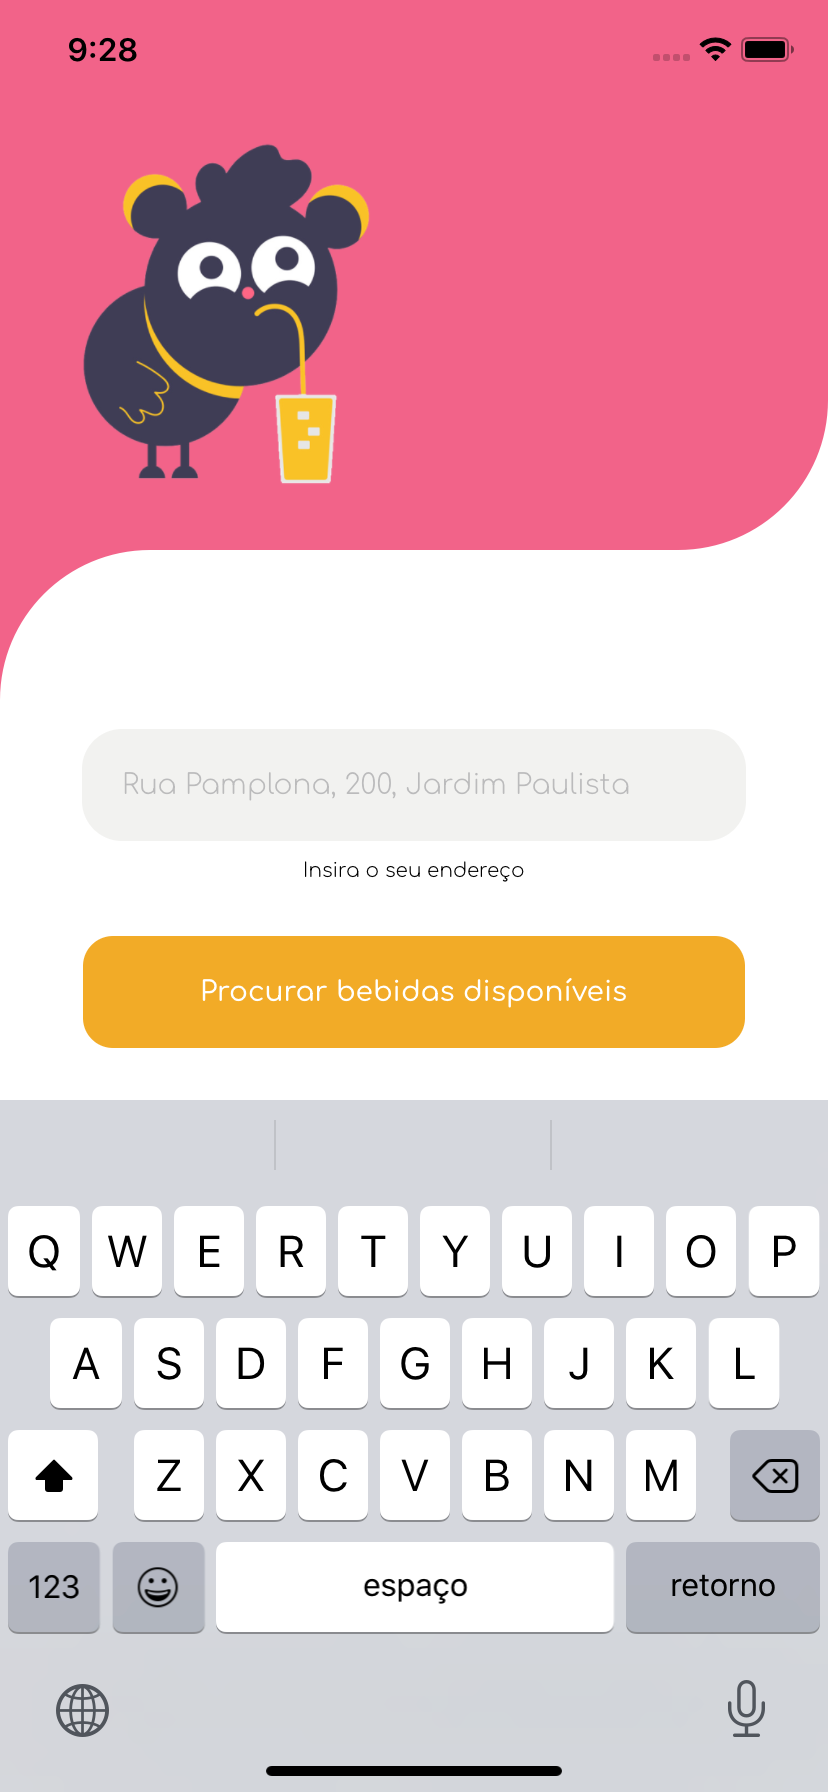 9:28
Rua Pamplona, 200, Jardim Paulista
Insira o seu endereço
Procurar bebidas disponíveis
Q W E R T Y U I O P
A S D F G H J K L
Z X C V B N M
123 espaço retorno